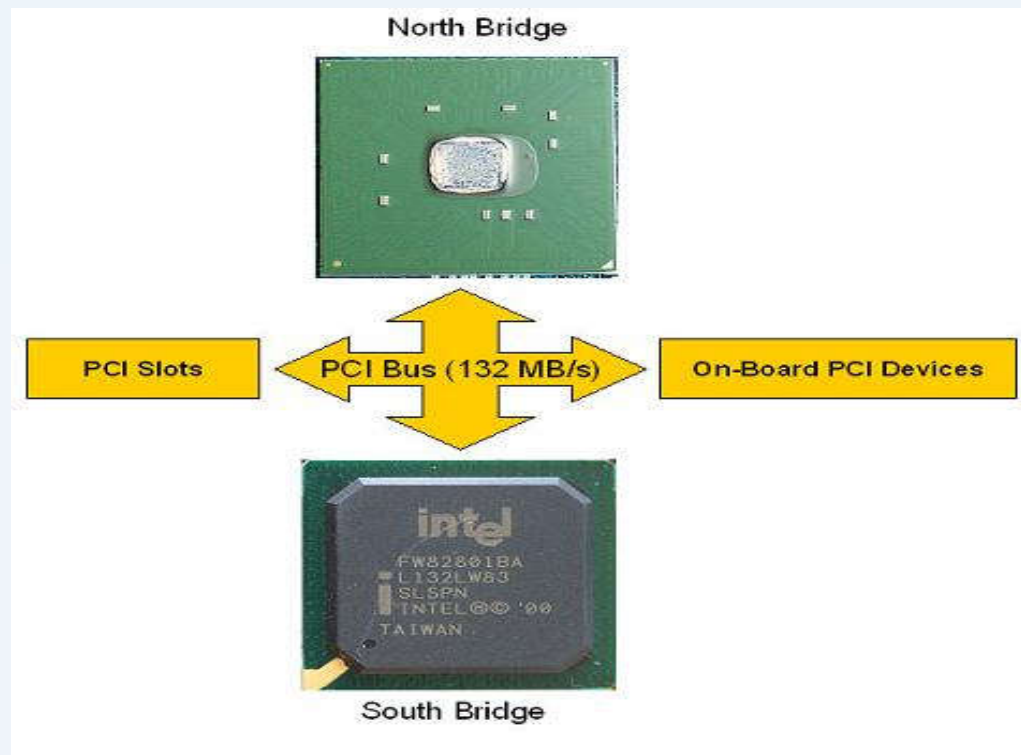 North Bridge
PCI Slots
PCI Bus (132 MB/s)
On-Board PCI Devices
intel
FW82801BA
L132LW83
SLSPN
INTEL®© '00
TAIWAN
South Bridge